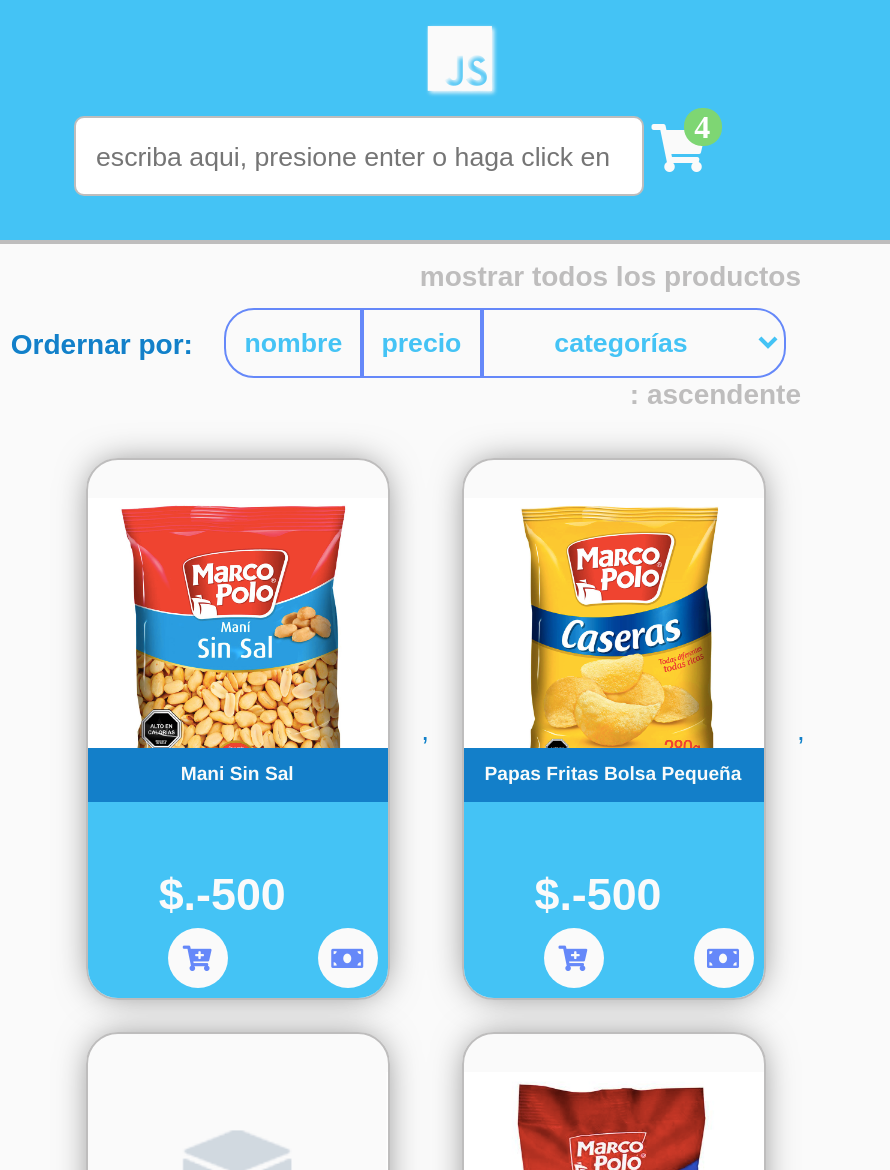 JS
escriba aqui, presione enter o haga click en
4
mostrar todos los productos
Ordernar por:
nombre
precio
categorías
: ascendente
MARCO
POLO
Maní
Sin Sal
ALTO EN
CALORÍAS
MARCO
POLO
Caseras
Todas diferentes
todas ricas
280g
,
,
Mani Sin Sal
Papas Fritas Bolsa Pequeña
$.-500
$.-500
MARCO
POLO